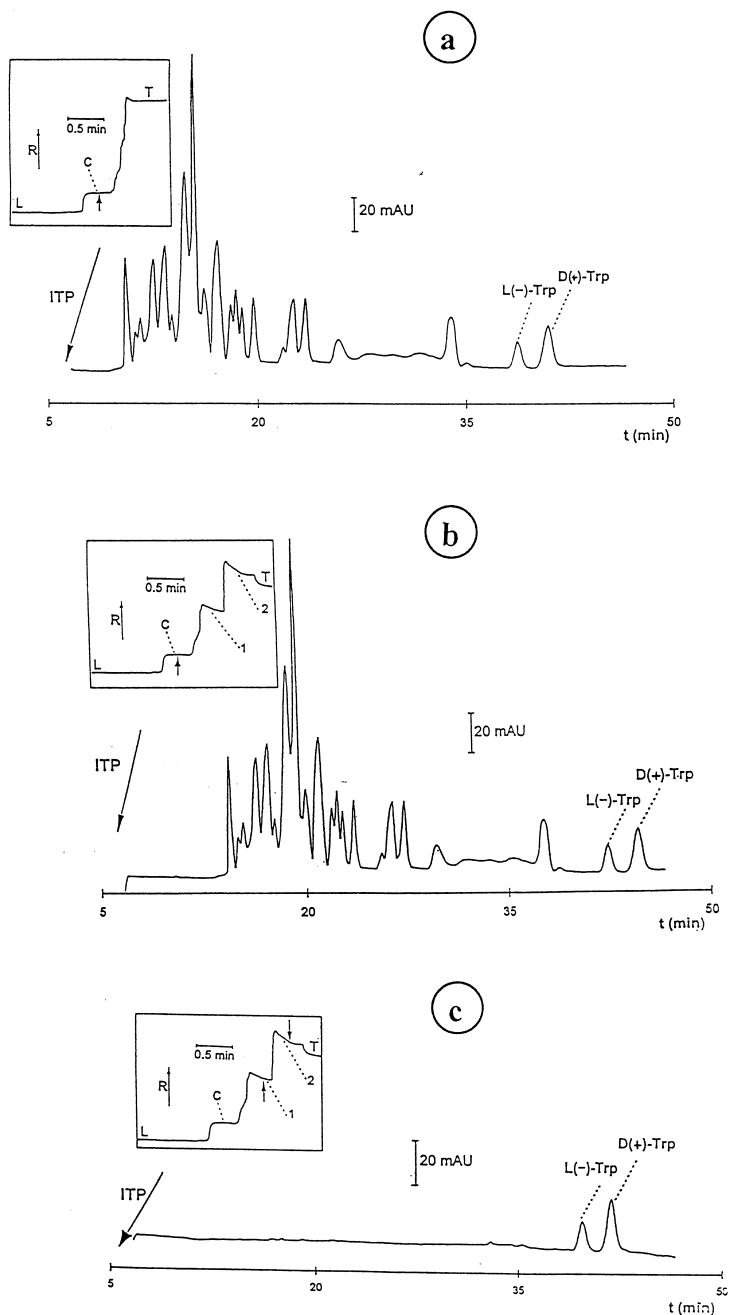 a
T
0.5 min
R
C
L
20 mAU
ITP
L(−)-Trp
D(+)-Trp
5
20
35
50
t (min)
b
T
0.5 min
2
R
C
L
1
20 mAU
ITP
D(+)-Trp
L(−)-Trp
5
20
35
50
t (min)
c
0.5 min
T
2
R
C
1
L
20 mAU
D(+)-Trp
L(−)-Trp
ITP
5
20
35
50
t (min)